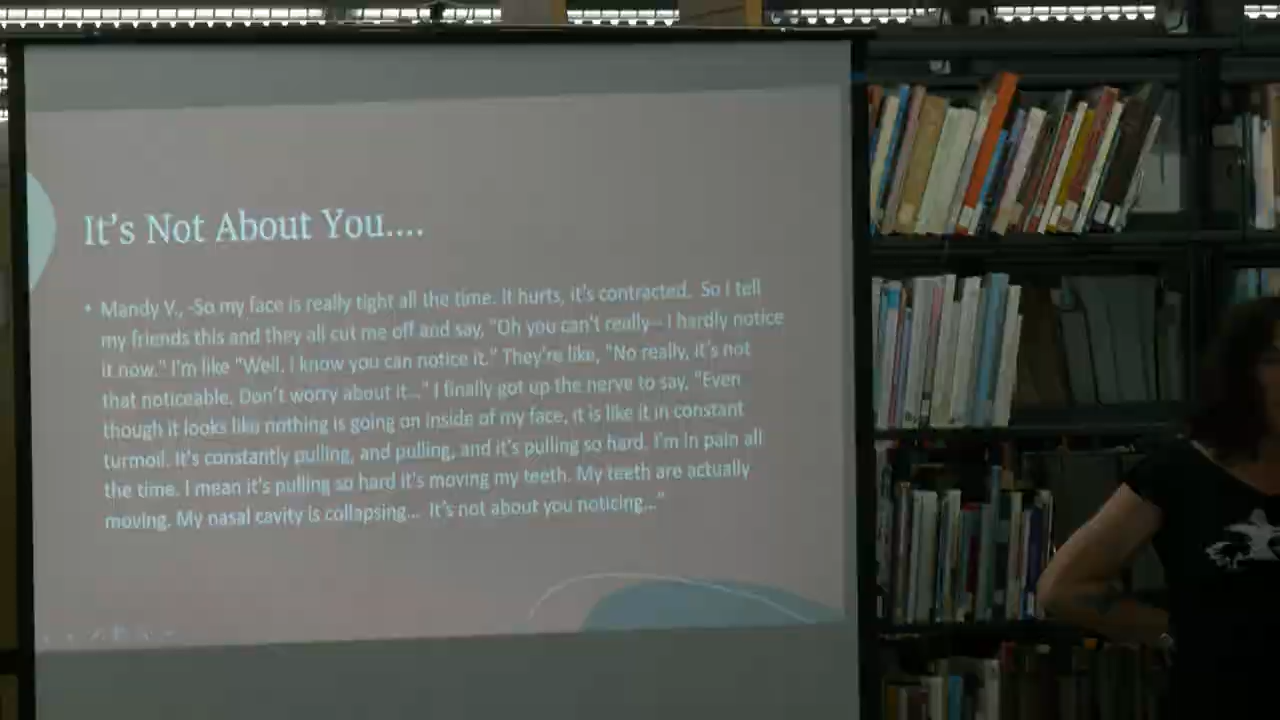 It's Not About You....
• Mandy V., -So my face is really tight all the time. It hurts, it's contracted. So I tell
my friends this and they all cut me off and say, "Oh you can't really-- I hardly notice
it now." I'm like "Well, I know you can notice it." They're like, "No really, it's not
that noticeable. Don't worry about it..." I finally got up the nerve to say, "Even
though it looks like nothing is going on inside of my face, it is like it in constant
turmoil. It's constantly pulling, and pulling, and it's pulling so hard. I'm in pain all
the time. I mean it's pulling so hard it's moving my teeth. My teeth are actually
moving. My nasal cavity is collapsing... It's not about you noticing..."